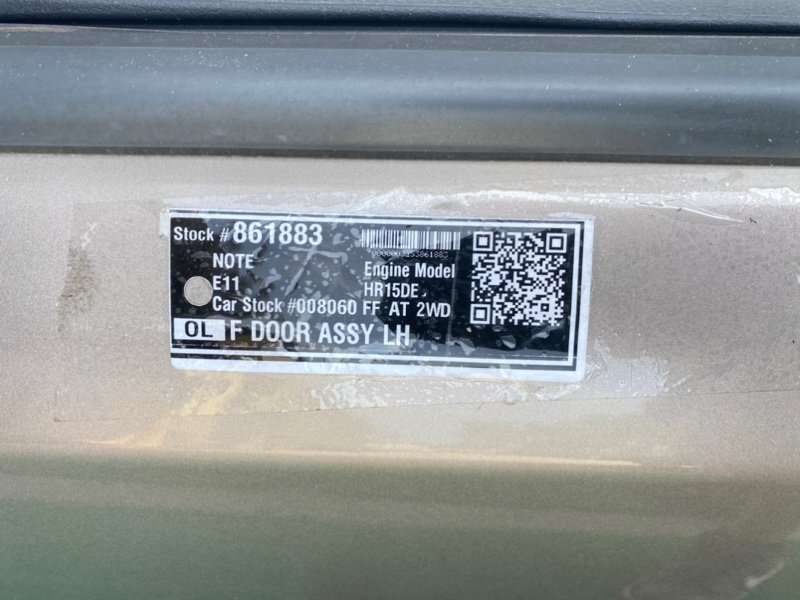 Stock #861883
NOTE
E11
Engine Model
HR15DE
Car Stock #008060 FF AT 2WD
OL F DOOR ASSY LH